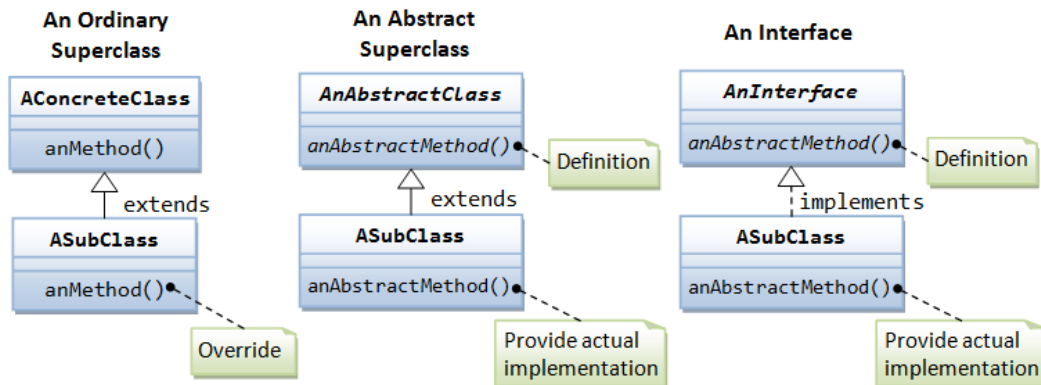 An Ordinary
Superclass
AConcreteClass
anMethod()
extends
ASubClass
anMethod()
Override
An Abstract
Superclass
AnAbstractClass
anAbstractMethod()
Definition
extends
ASubClass
anAbstractMethod()
Provide actual
implementation
An Interface
AnInterface
anAbstractMethod()
Definition
implements
ASubClass
anAbstractMethod()
Provide actual
implementation